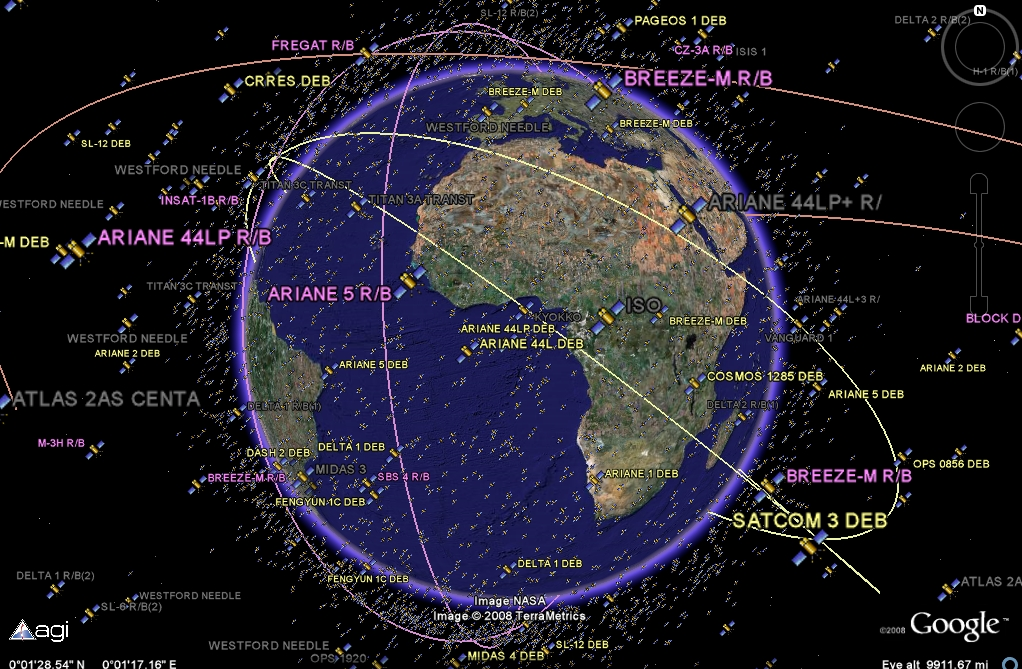 SL-12 R/B(2)
PAGEOS 1 DEB
DELTA 2 R/B(2)
N
FREGAT R/B
CZ-3A R/B
ISIS 1
H-1 R/B(1)
CRRES DEB
BREEZE-M R/B
BREEZE-M DEB
WESTFORD NEEDLE
BREEZE-M DEB
SL-12 DEB
WESTFORD NEEDLE
TITAN 3C TRANST
INSAT-1B R/B
TITAN 3A TRANST
ARIANE 44LP+ R/
WESTFORD NEEDLE
-M DEB
ARIANE 44LP R/B
TITAN 3C TRANST
ARIANE 5 R/B
ARIANE 44L+3 R/
ISO
KYOKKO
BREEZE-M DEB
BLOCK D
ARIANE 44LP DEB
WESTFORD NEEDLE
ARIANE 44L DEB
VANGUARD 1
ARIANE 2 DEB
ARIANE 5 DEB
ARIANE 2 DEB
COSMOS 1285 DEB
ARIANE 5 DEB
ATLAS 2AS CENTA
DELTA 1 R/B(1)
DELTA 2 R/B(1)
M-3H R/B
DELTA 1 DEB
DASH 2 DEB
OPS 0856 DEB
MIDAS 3
BREEZE-M R/B
SBS 4 R/B
ARIANE 1 DEB
BREEZE-M R/B
FENGYUN 1C DEB
SATCOM 3 DEB
DELTA 1 DEB
DELTA 1 R/B(2)
FENGYUN 1C DEB
ATLAS 2A
WESTFORD NEEDLE
SL-6 R/B(2)
Image NASA
Image © 2008 TerraMetrics
agi
©2008 Google™
WESTFORD NEEDLE
SL-12 DEB
OPS 1920
MIDAS 4 DEB
0°01'28.54" N 0°01'17.16" E
Eye alt 9911.67 mi